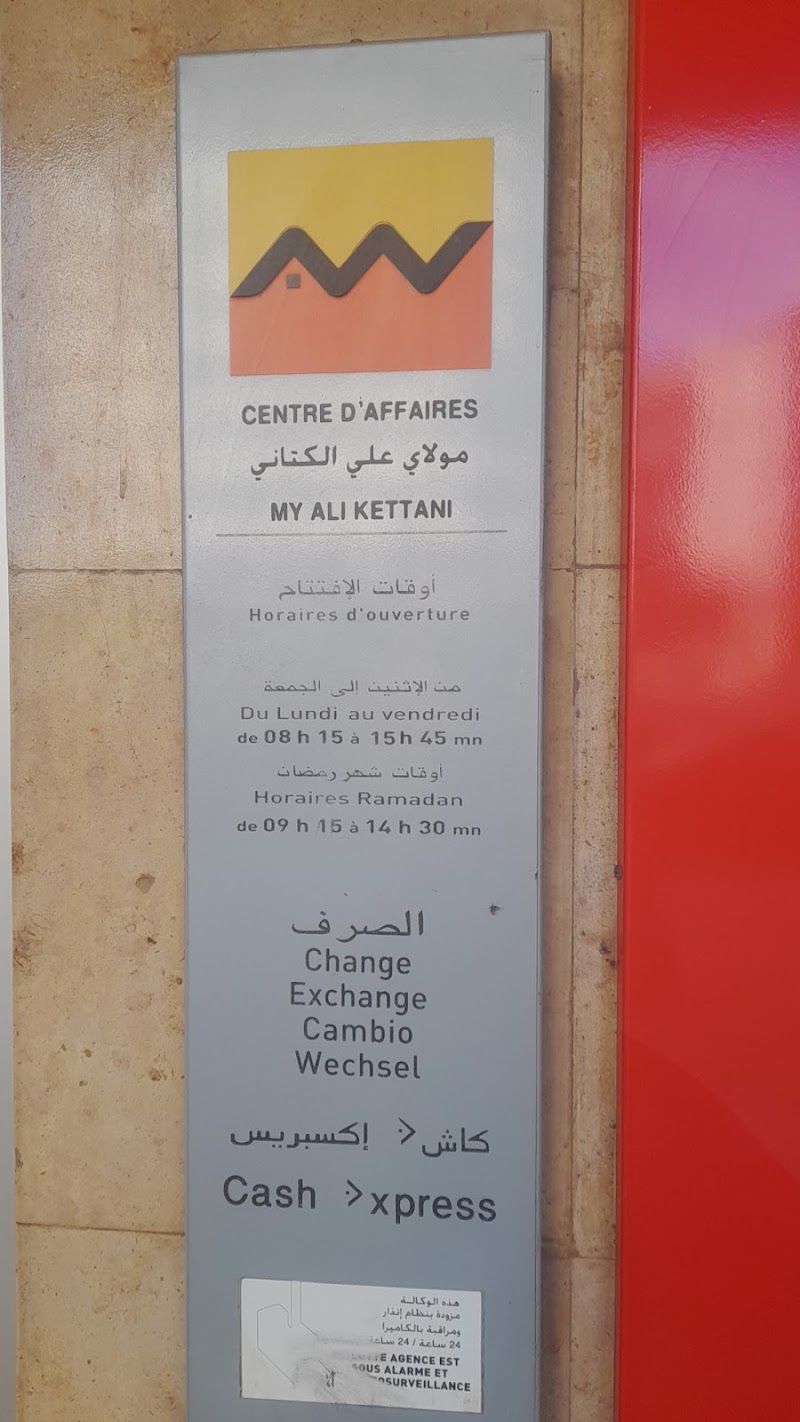 CENTRE D'AFFAIRES
مولاي علي الكتاني
MY ALI KETTANI
أوقات الإفتتاح
Horaires d'ouverture
من الإثنين إلى الجمعة
Du Lundi au vendredi
de 08 h 15 à 15 h 45 mn
أوقات شهر رمضان
Horaires Ramadan
de 09 h 15 à 14 h 30 mn
الصرف
Change
Exchange
Cambio
Wechsel
كاش إكسبريس
Cash xpress
هذه الوكالة
مزودة بنظام إنذار
ومراقبة بالكاميرا
24 ساعة / 24
AGENCE EST
SOUS ALARME ET